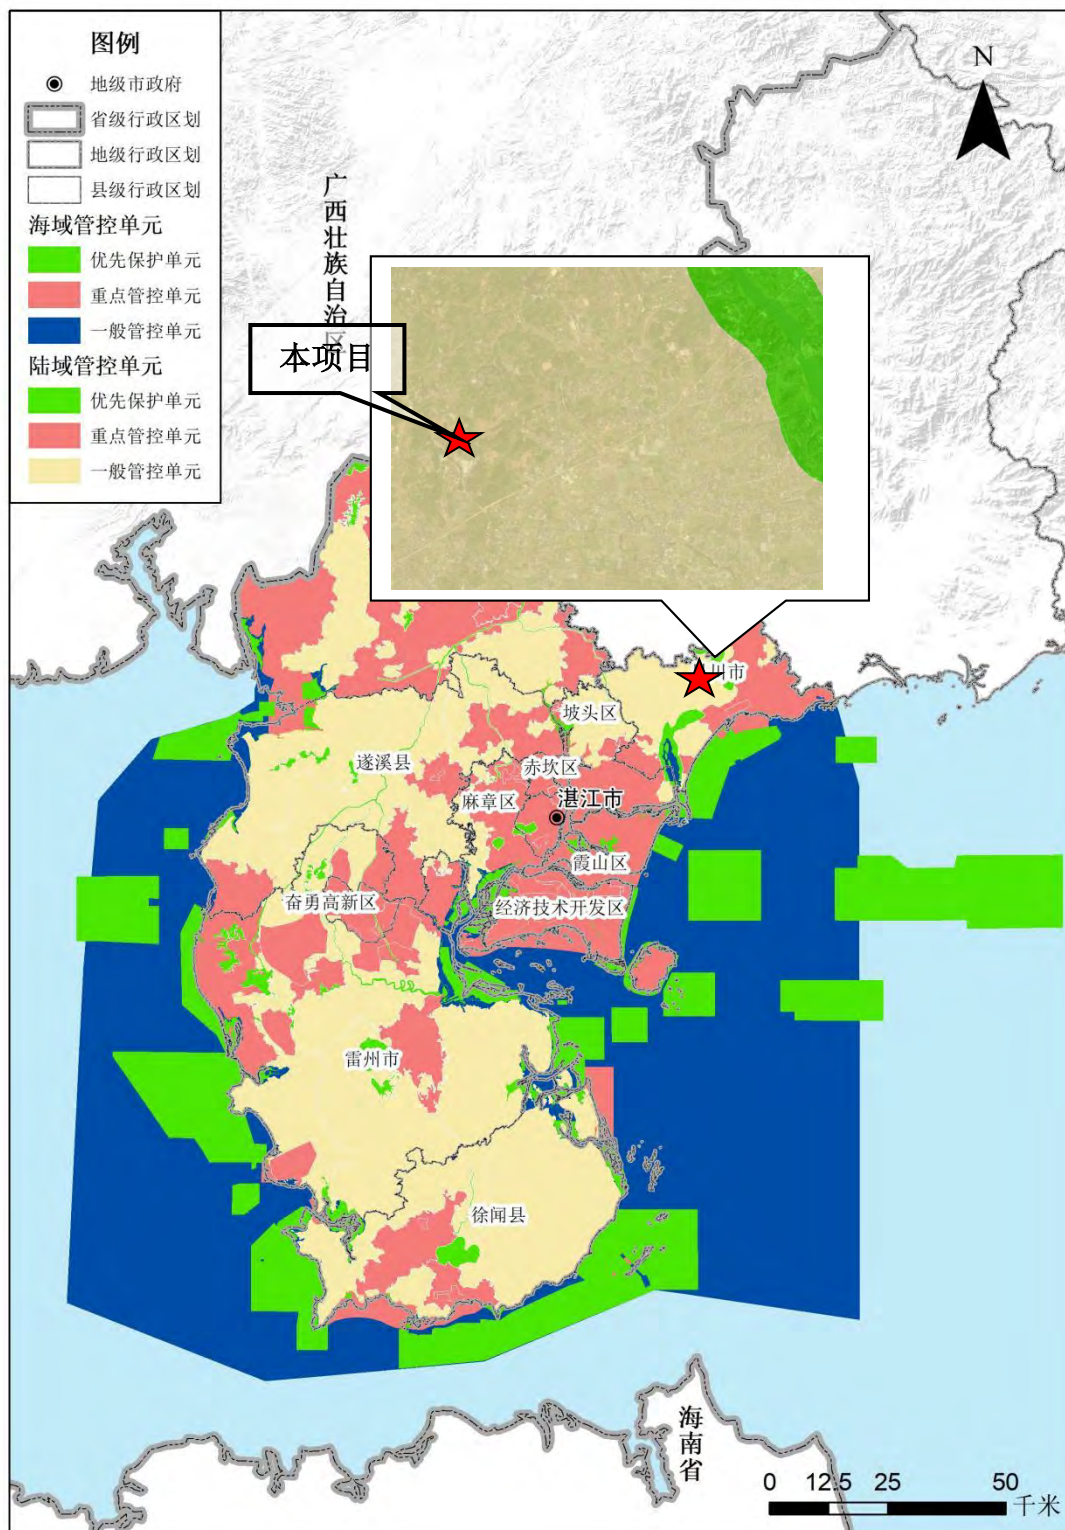 图例
地级市政府
省级行政区划
地级行政区划
县级行政区划
海域管控单元
优先保护单元
重点管控单元
一般管控单元
陆域管控单元
优先保护单元
重点管控单元
一般管控单元
N
广西壮族自治区
本项目
川市
坡头区
遂溪县
赤坎区
麻章区
湛江市
霞山区
奋勇高新区
经济技术开发区
雷州市
徐闻县
海南省
0 12.5 25 50
千米